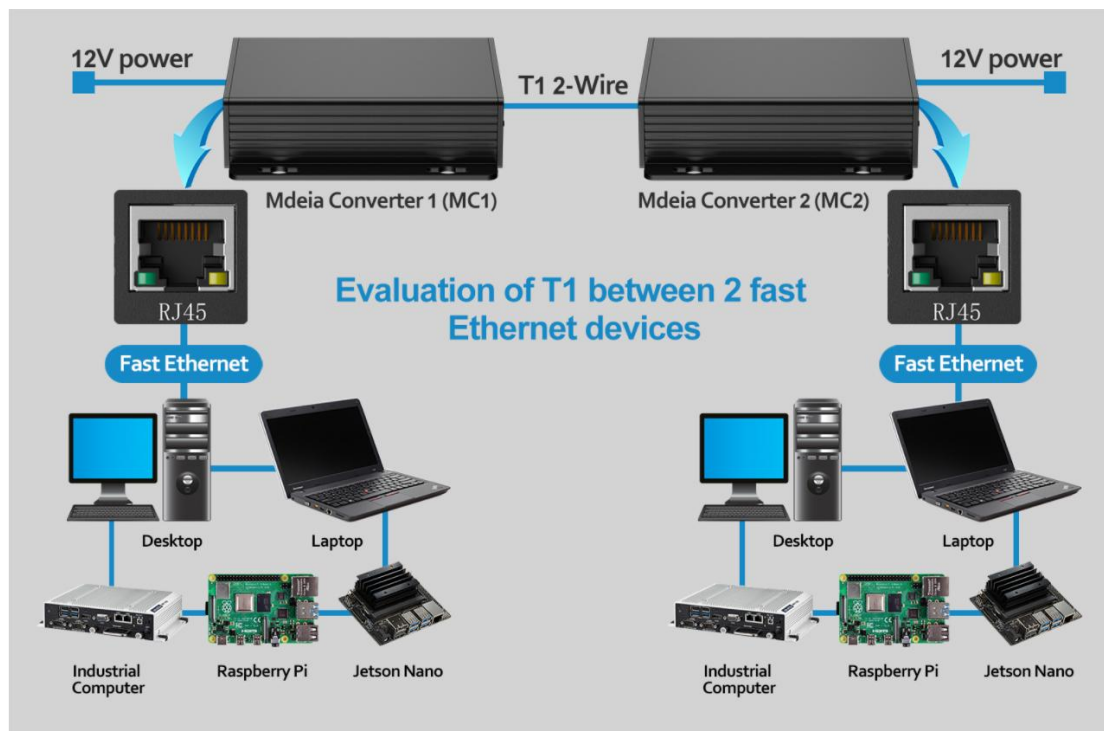 12V power
T1 2-Wire
12V power
Mdeia Converter 1 (MC1)
Mdeia Converter 2 (MC2)
RJ45
RJ45
Evaluation of T1 between 2 fast
Ethernet devices
Fast Ethernet
Fast Ethernet
Desktop
Laptop
Desktop
Laptop
Industrial
Computer
Raspberry Pi
Jetson Nano
Industrial
Computer
Raspberry Pi
Jetson Nano